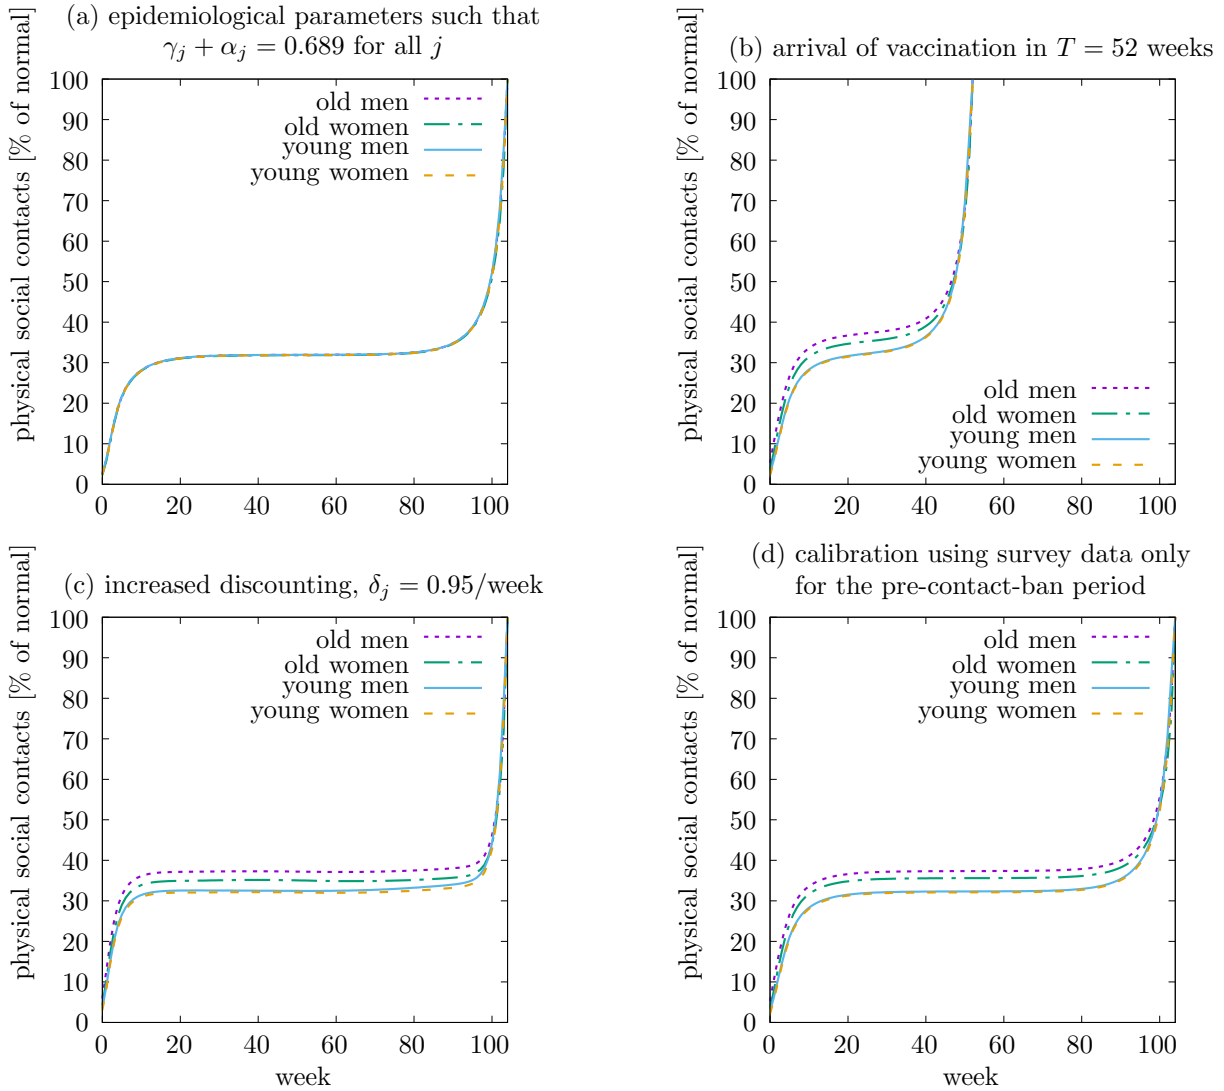 (a) epidemiological parameters such that
γj + αj = 0.689 for all j
physical social contacts [% of normal]
100
90
80
70
60
50
40
30
20
10
0
old men
old women
young men
young women
0 20 40 60 80 100
(b) arrival of vaccination in T = 52 weeks
physical social contacts [% of normal]
100
90
80
70
60
50
40
30
20
10
0
old men
old women
young men
young women
0 20 40 60 80 100
(c) increased discounting, δj = 0.95/week
physical social contacts [% of normal]
100
90
80
70
60
50
40
30
20
10
0
old men
old women
young men
young women
0 20 40 60 80 100
week
(d) calibration using survey data only
for the pre-contact-ban period
physical social contacts [% of normal]
100
90
80
70
60
50
40
30
20
10
0
old men
old women
young men
young women
0 20 40 60 80 100
week